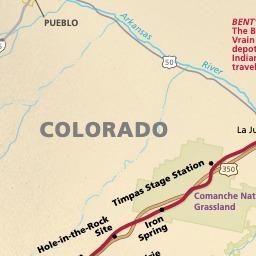 PUEBLO
Arkansas
River
50
BENT'
The B
Vrain
depot
Indian
travel
COLORADO
La Ju
Timpas Stage Station
350
Comanche Nat
Grassland
Hole-in-the-Rock
Site
Iron
Spring